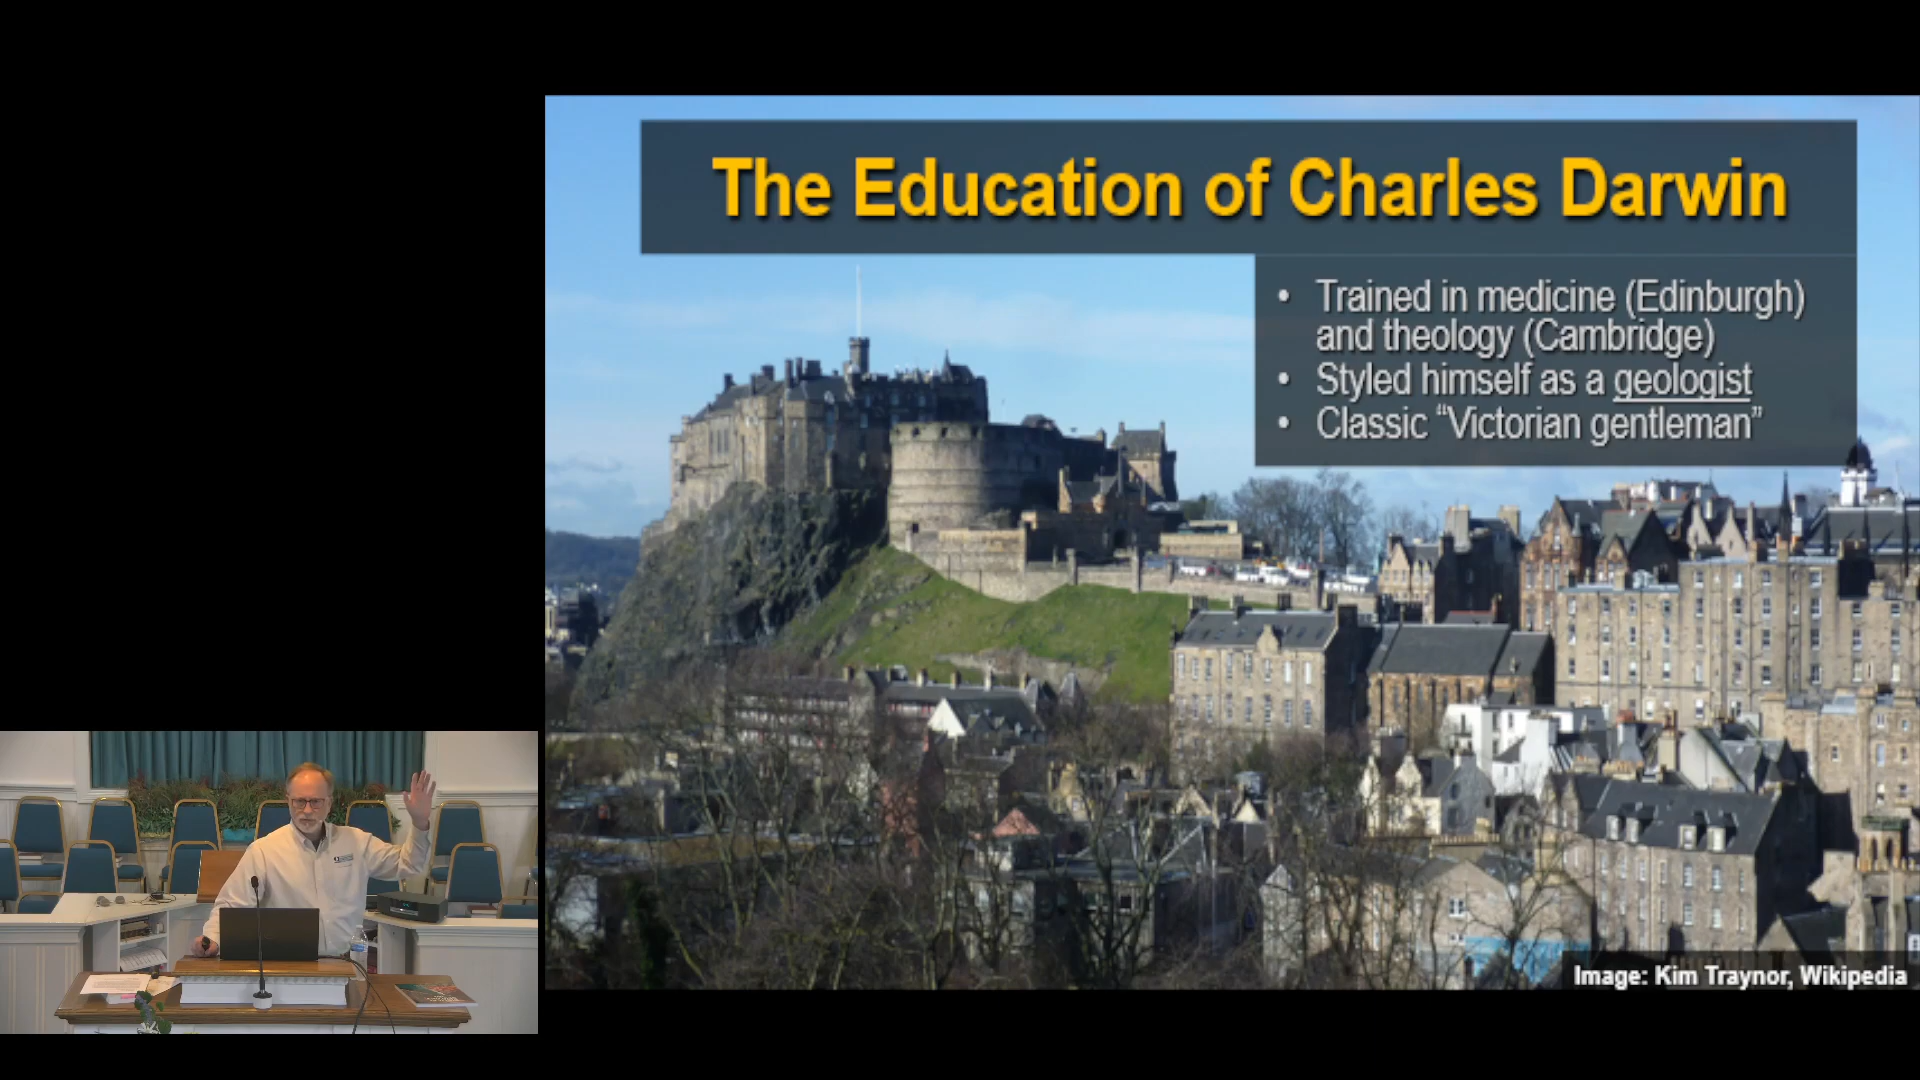 The Education of Charles Darwin
• Trained in medicine (Edinburgh)
and theology (Cambridge)
• Styled himself as a geologist
• Classic “Victorian gentleman”
Image: Kim Traynor, Wikipedia